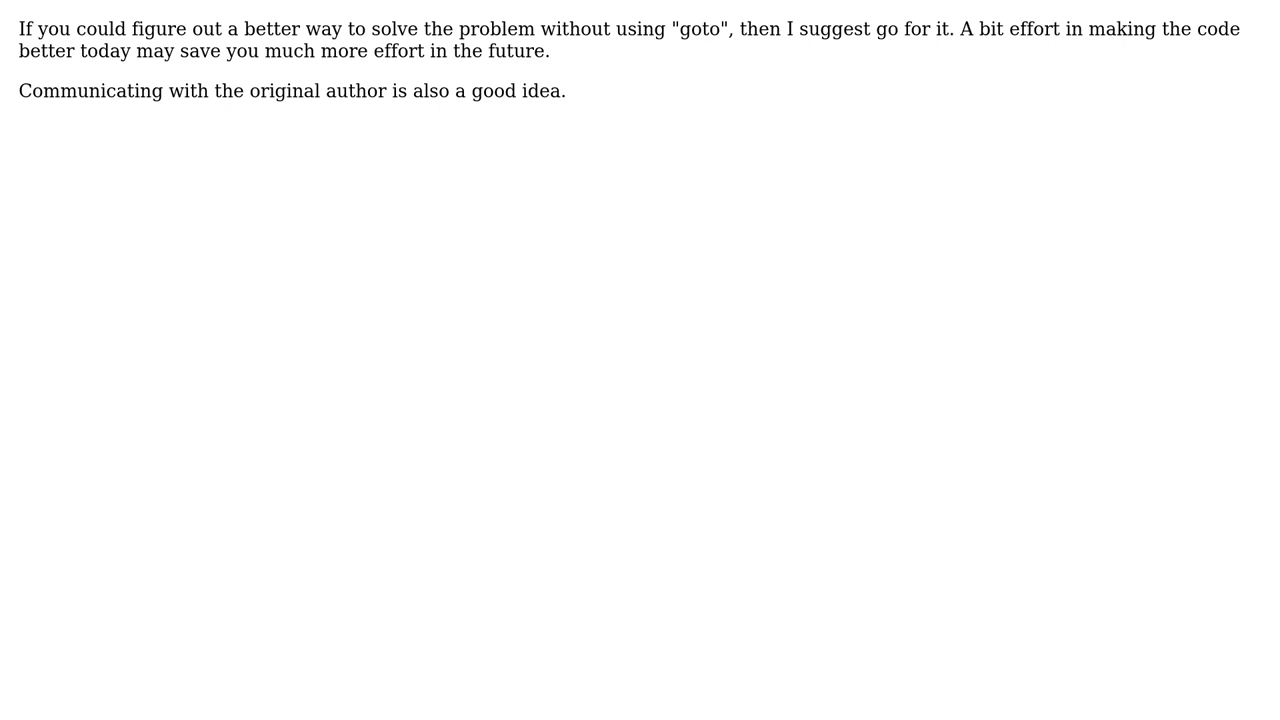 If you could figure out a better way to solve the problem without using "goto", then I suggest go for it. A bit effort in making the code
better today may save you much more effort in the future.
Communicating with the original author is also a good idea.